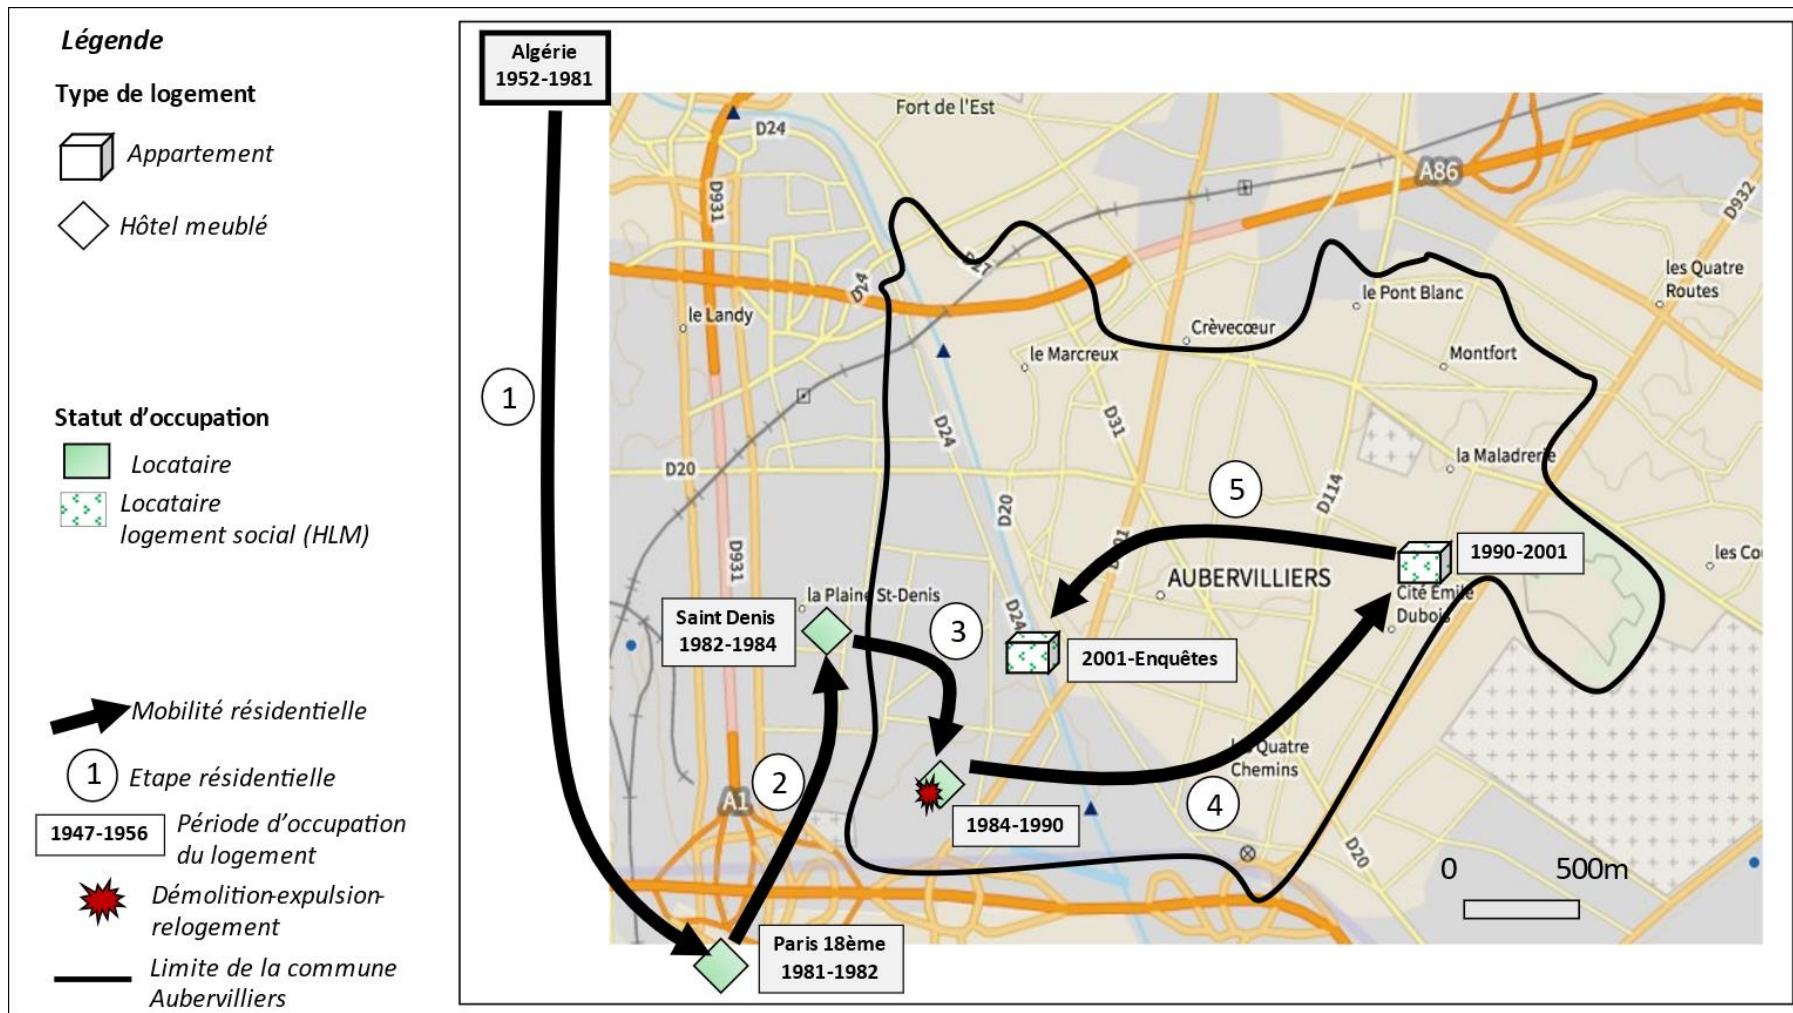 Légende
Type de logement
Appartement
Hôtel meublé
Statut d’occupation
Locataire
Locataire
logement social (HLM)
Mobilité résidentielle
1
Etape résidentielle
1947-1956
Période d’occupation
du logement
Démolition-expulsion-
relogement
Limite de la commune
Aubervilliers
Algérie
1952-1981
Fort de l'Est
D24
A86
D931
D932
D27
D24
les Quatre
Routes
le Pont Blanc
le Landy
Crèvecœur
le Marcreux
Montfort
1
D24
D31
la Maladrerie
D20
5
D114
D20
1990-2001
les Co
D931
AUBERVILLIERS
la Plaine St-Denis
Cité Emile
Dubois
D24
Saint Denis
1982-1984
3
2001-Enquêtes
Quatre
Chemins
2
A1
4
1984-1990
D20
0 500m
Paris 18ème
1981-1982